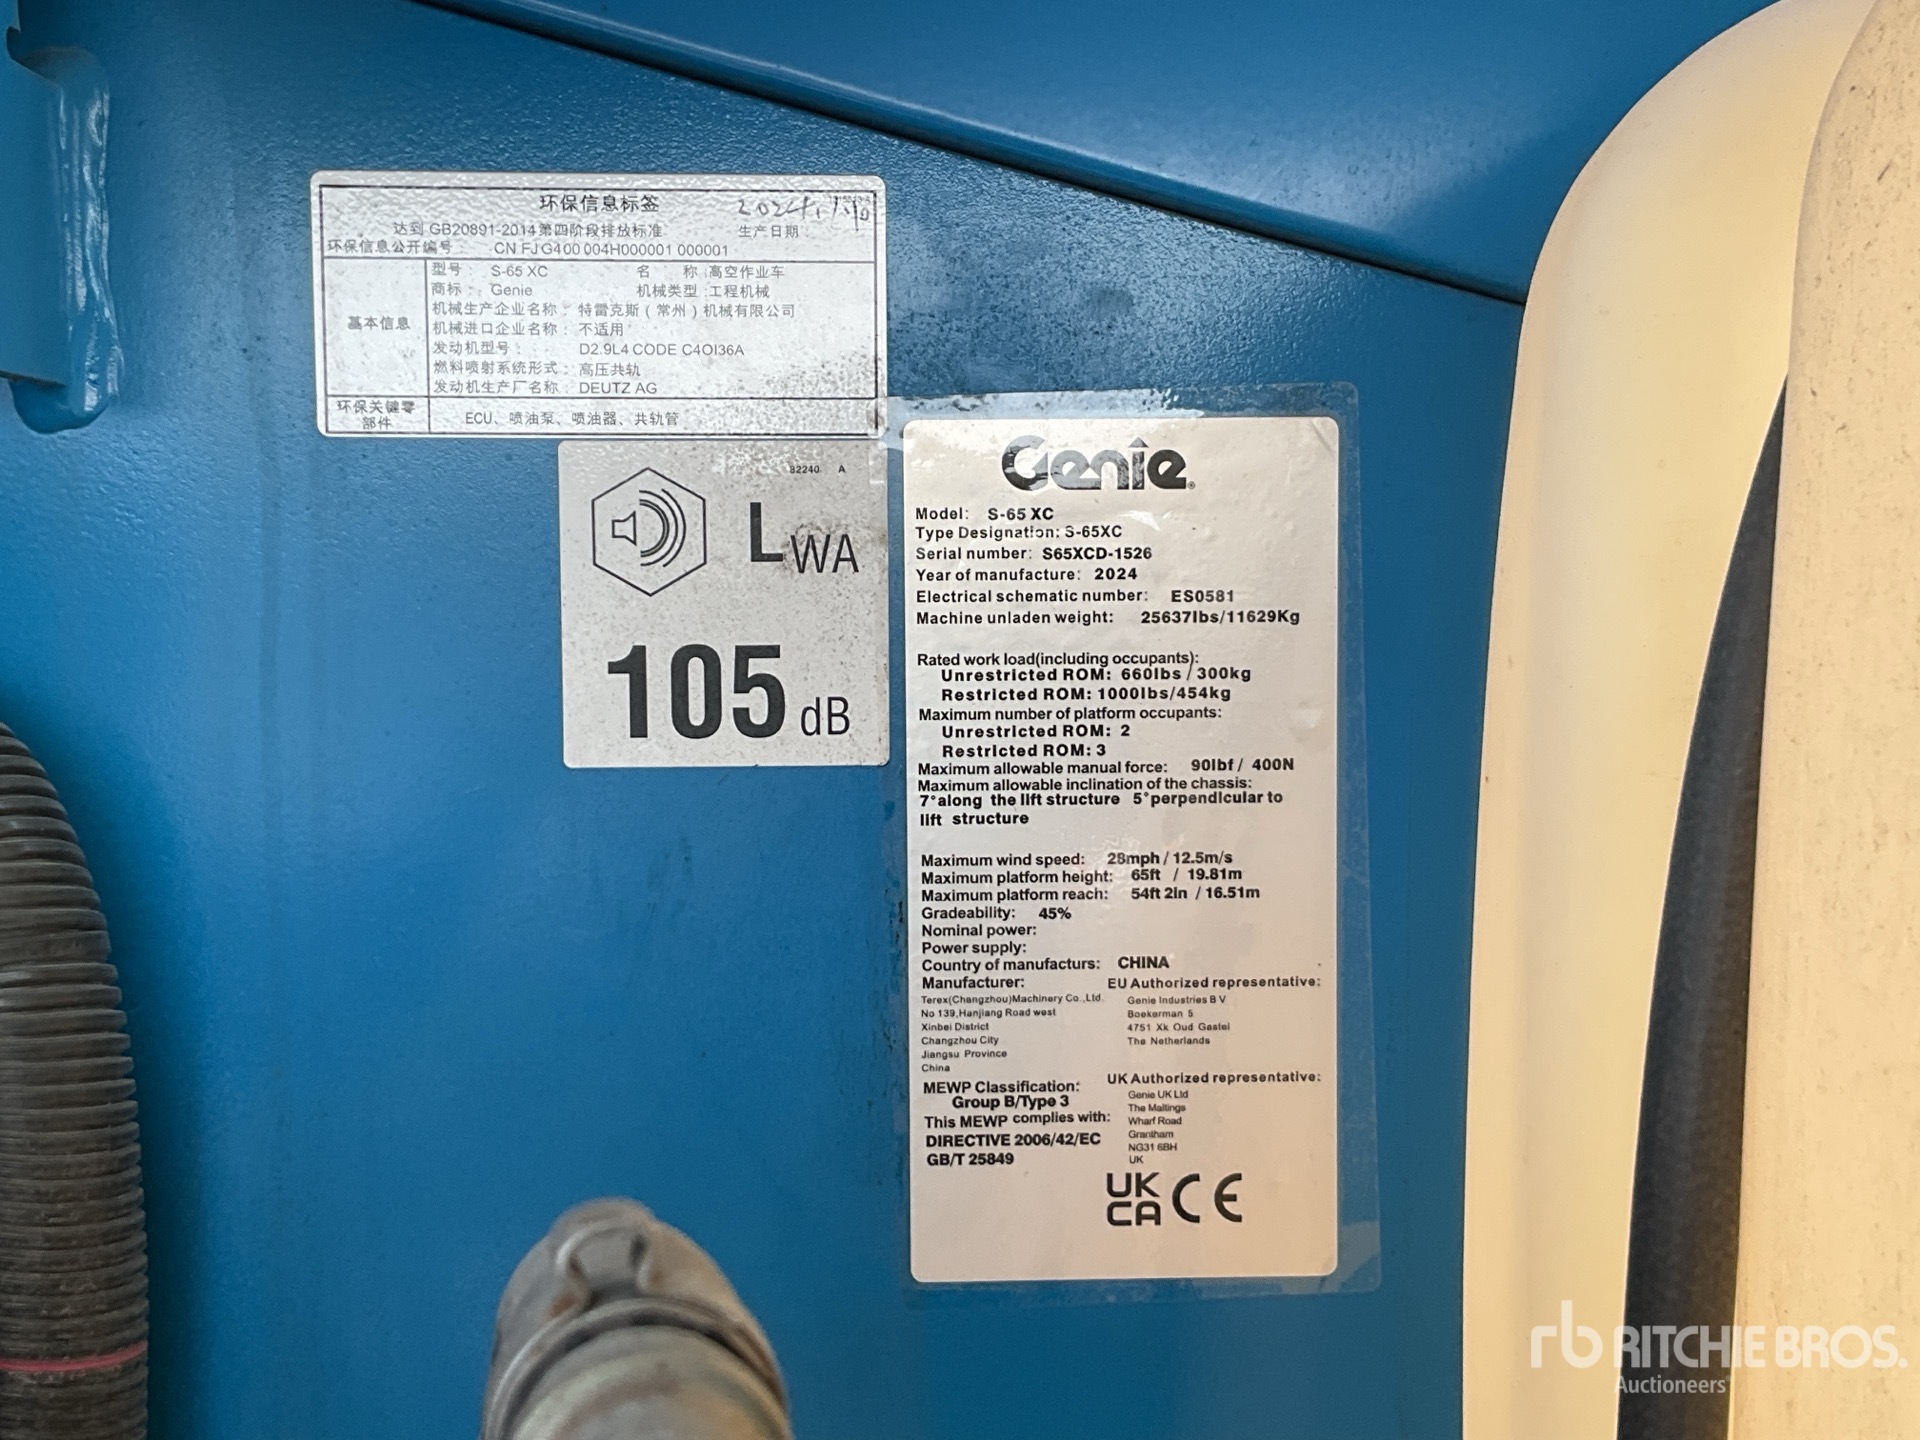 环保信息标签
达到 GB20891-2014第四阶段排放标准 生产日期:
环保信息公开编号: CN FJ G4 00 004H000001 000001
基本信息
型号: S-65 XC 名 称:高空作业车
商标: Genie 机械类型:工程机械
机械生产企业名称: 特雷克斯(常州)机械有限公司
机械进口企业名称: 不适用
发动机型号: D2.9L4 CODE C4OI36A
燃料喷射系统形式: 高压共轨
发动机生产厂名称: DEUTZ AG
环保关键零部件 ECU、喷油泵、喷油器、共轨管
82240 A
LWA
105 dB
Genie®
Model: S-65 XC
Type Designation: S-65XC
Serial number: S65XCD-1526
Year of manufacture: 2024
Electrical schematic number: ES0581
Machine unladen weight: 25637lbs/11629Kg
Rated work load(including occupants):
Unrestricted ROM: 660lbs / 300kg
Restricted ROM: 1000lbs/454kg
Maximum number of platform occupants:
Unrestricted ROM: 2
Restricted ROM: 3
Maximum allowable manual force: 90lbf / 400N
Maximum allowable inclination of the chassis:
7°along the lift structure 5°perpendicular to
lift structure
Maximum wind speed: 28mph / 12.5m/s
Maximum platform height: 65ft / 19.81m
Maximum platform reach: 54ft 2in / 16.51m
Gradeability: 45%
Nominal power:
Power supply:
Country of manufacturs: CHINA
Manufacturer:
Terex(Changzhou)Machinery Co.,Ltd.
No 139,Hanjiang Road west
Xinbei District
Changzhou City
Jiangsu Province
China
EU Authorized representative:
Genie Industries B V
Boekerman 5
4751 Xk Oud Gastel
The Netherlands
MEWP Classification:
Group B/Type 3
This MEWP complies with:
DIRECTIVE 2006/42/EC
GB/T 25849
UK Authorized representative:
Genie UK Ltd
The Maltings
Wharf Road
Grantham
NG31 6BH
UK
UK
CA CE
rb RITCHIE BROS.
Auctioneers